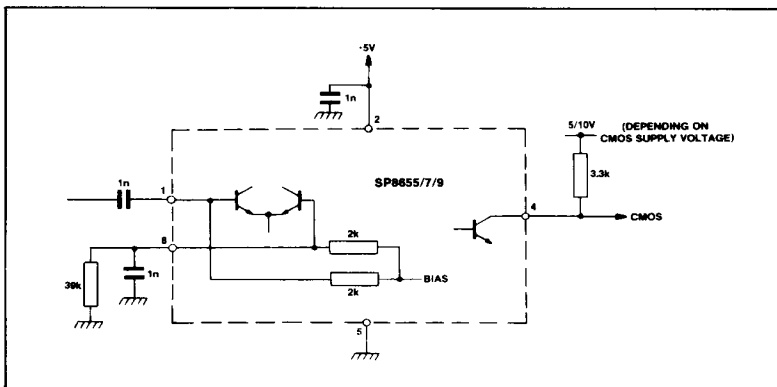 +5V
1n
2
5/10V
(DEPENDING ON
CMOS SUPPLY VOLTAGE)
SP8655/7/9
3.3k
1n
1
4
CMOS
8
2k
39k
1n
BIAS
2k
5